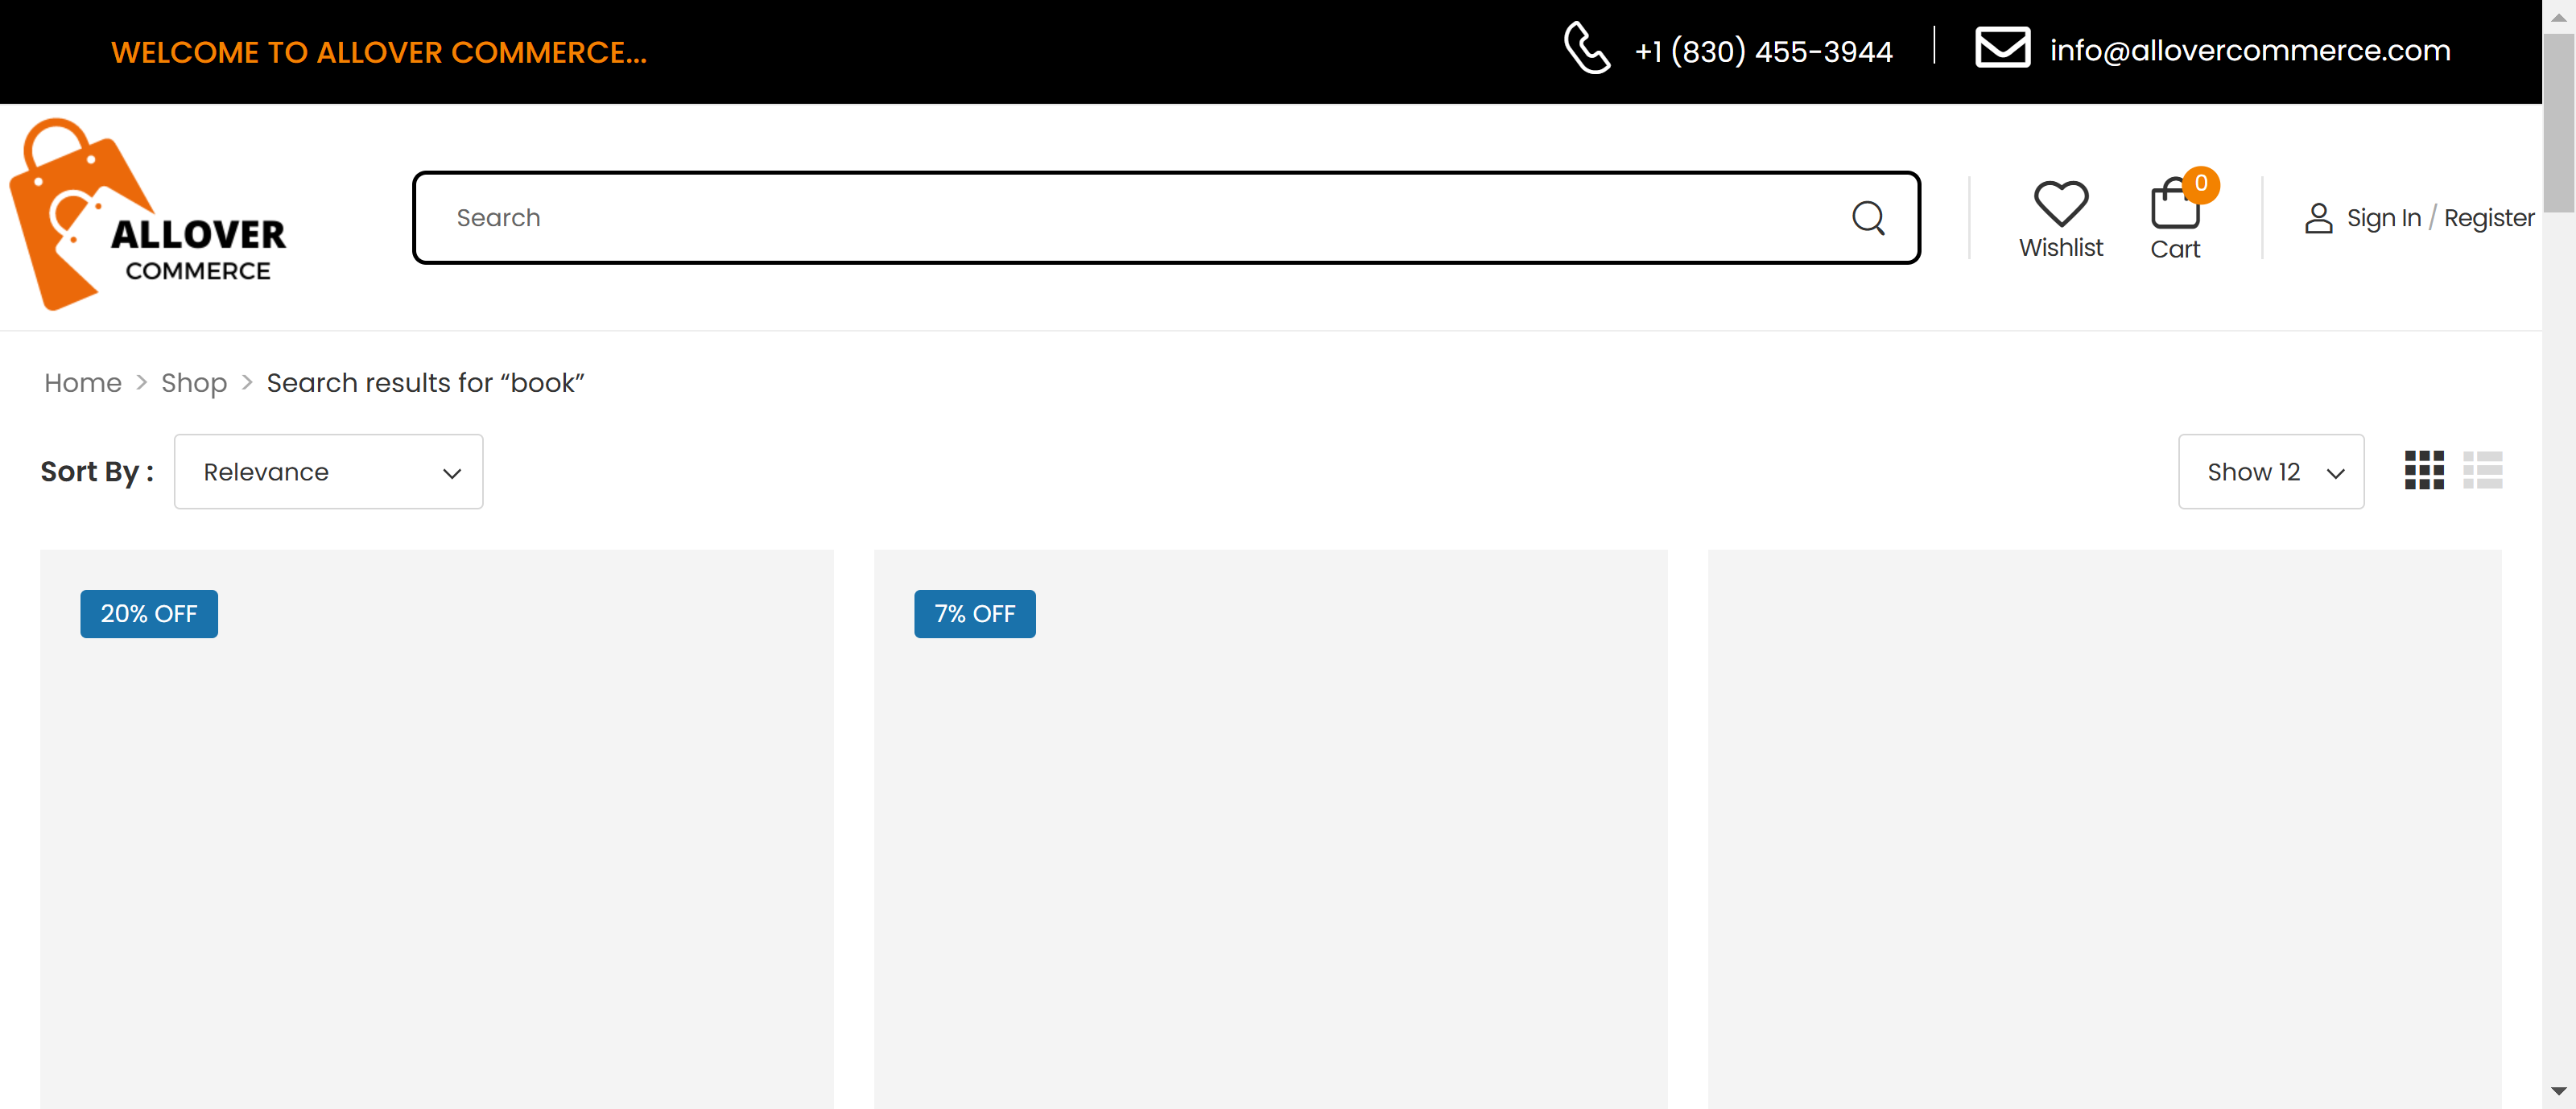 WELCOME TO ALLOVER COMMERCE...
+1 (830) 455-3944
info@allovercommerce.com
ALLOVER
COMMERCE
Search
Wishlist
0
Cart
Sign In / Register
Home > Shop > Search results for “book”
Sort By :
Relevance
Show 12
20% OFF
7% OFF